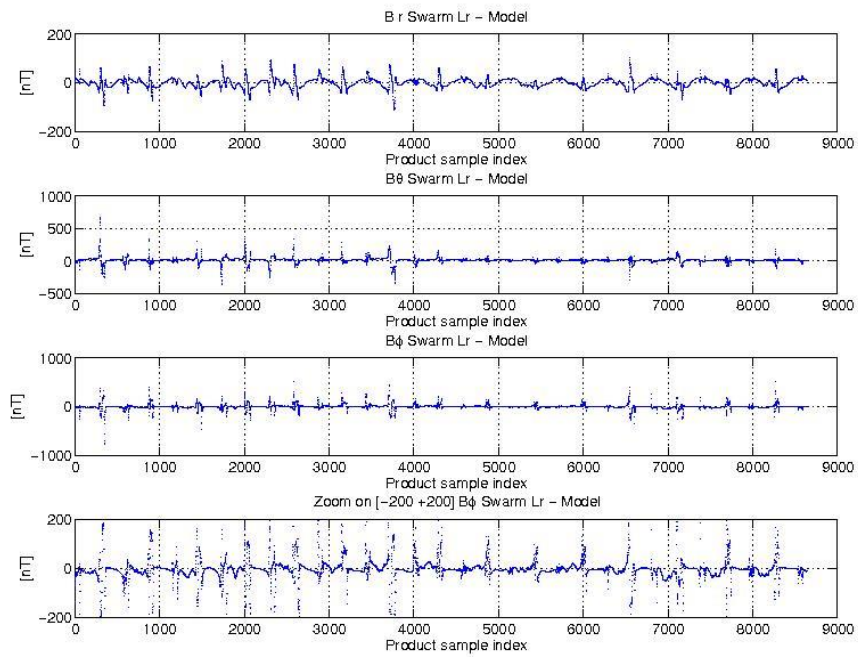 B r Swarm Lr - Model
200
0
-200
[nT]
0 1000 2000 3000 4000 5000 6000 7000 8000 9000
Product sample index
Bθ Swarm Lr - Model
1000
500
0
-500
[nT]
0 1000 2000 3000 4000 5000 6000 7000 8000 9000
Product sample index
Bϕ Swarm Lr - Model
1000
0
-1000
[nT]
0 1000 2000 3000 4000 5000 6000 7000 8000 9000
Product sample index
Zoom on [-200 +200] Bϕ Swarm Lr - Model
200
0
-200
[nT]
0 1000 2000 3000 4000 5000 6000 7000 8000 9000
Product sample index